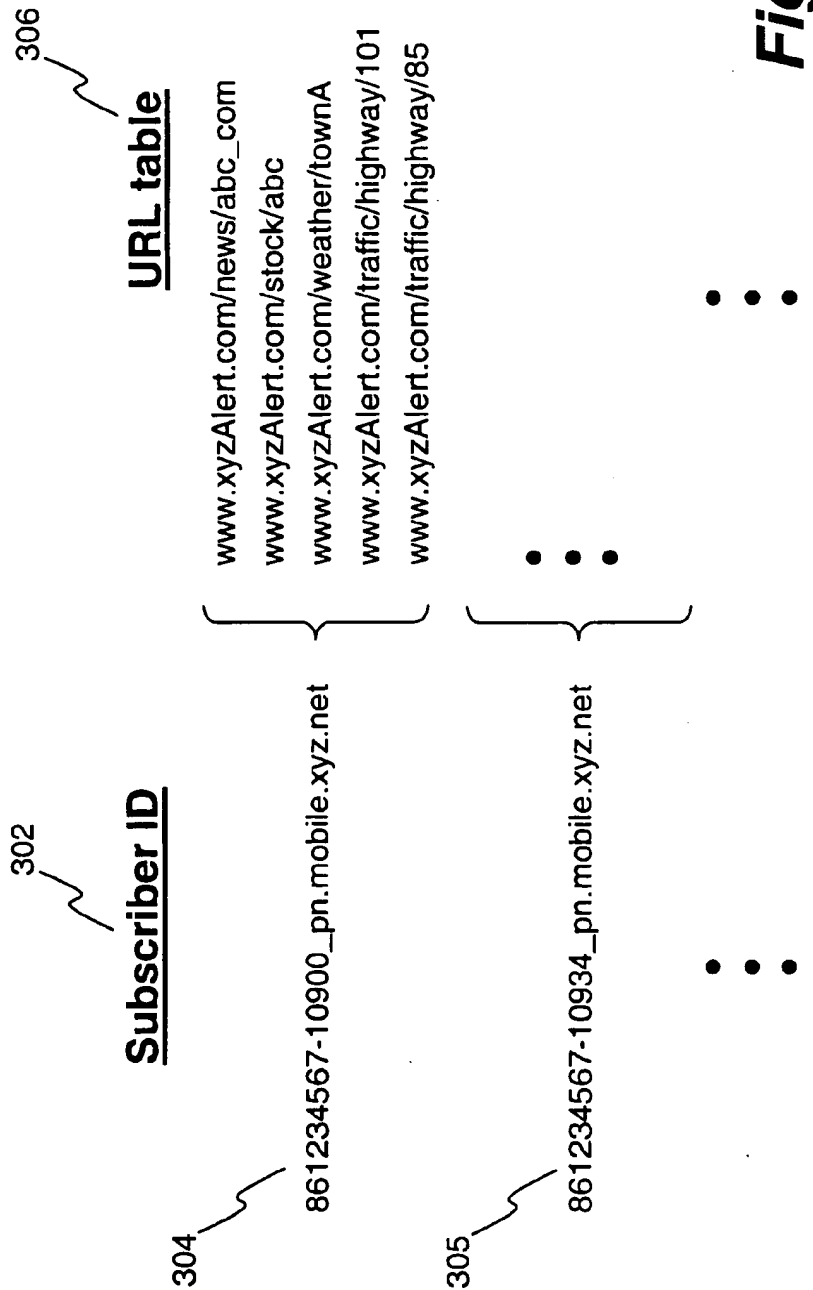 302
306
Subscriber ID
URL table
304
861234567-10900_pn.mobile.xyz.net
www.xyzAlert.com/news/abc_com
www.xyzAlert.com/stock/abc
www.xyzAlert.com/weather/townA
www.xyzAlert.com/traffic/highway/101
www.xyzAlert.com/traffic/highway/85
305
861234567-10934_pn.mobile.xyz.net
Fig